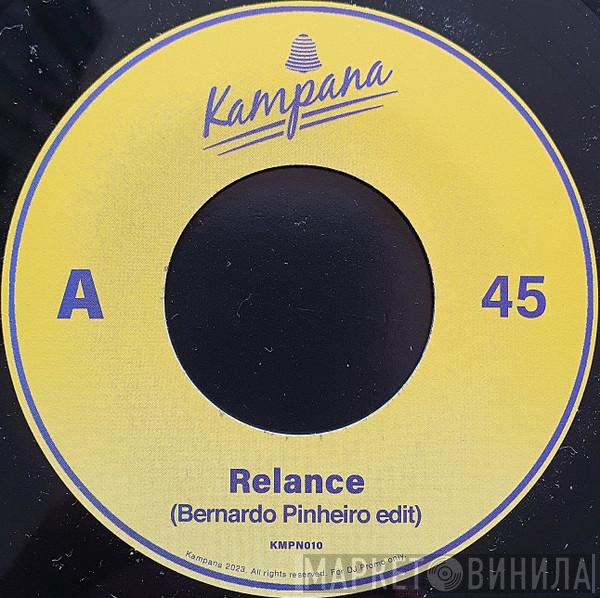 Kampana
A
45
Relance
(Bernardo Pinheiro edit)
KMPN010
Kampana 2023. All rights reserved. For DJ Promo only.
МАРКЕТ ВИНИЛА